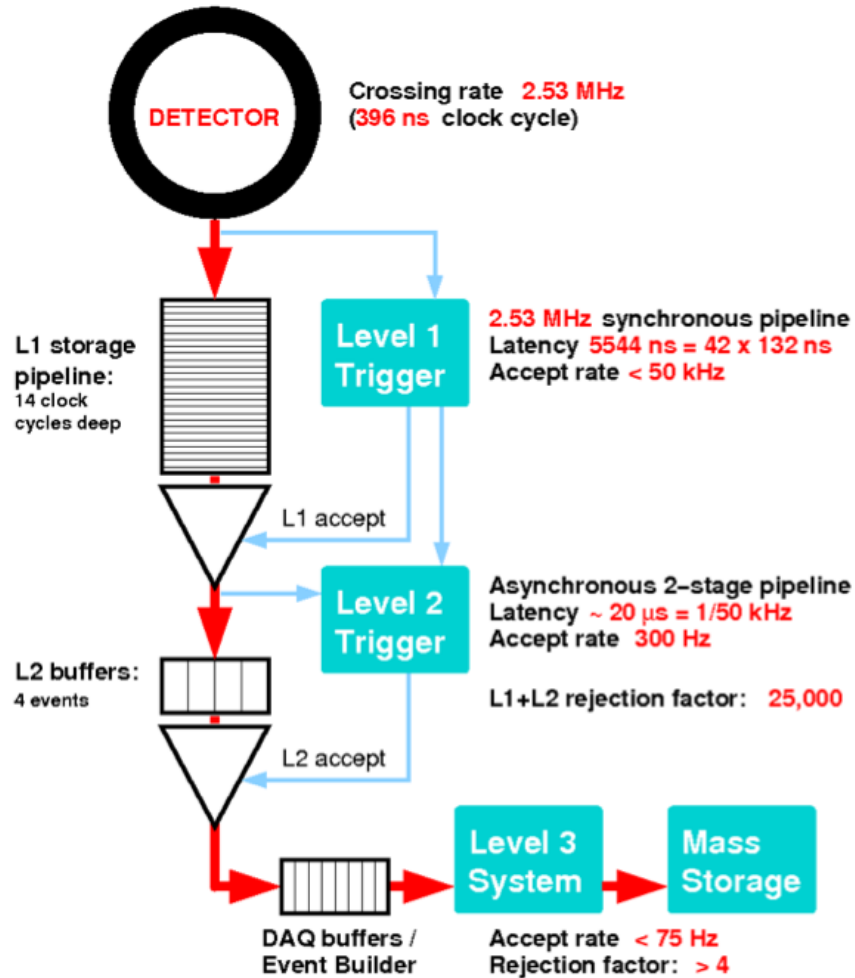 DETECTOR
Crossing rate 2.53 MHz
(396 ns clock cycle)
L1 storage
pipeline:
14 clock
cycles deep
Level 1
Trigger
2.53 MHz synchronous pipeline
Latency 5544 ns = 42 x 132 ns
Accept rate < 50 kHz
L1 accept
Level 2
Trigger
Asynchronous 2-stage pipeline
Latency ~ 20 μs = 1/50 kHz
Accept rate 300 Hz
L2 buffers:
4 events
L1+L2 rejection factor: 25,000
L2 accept
Level 3
System
Mass
Storage
DAQ buffers /
Event Builder
Accept rate < 75 Hz
Rejection factor: > 4